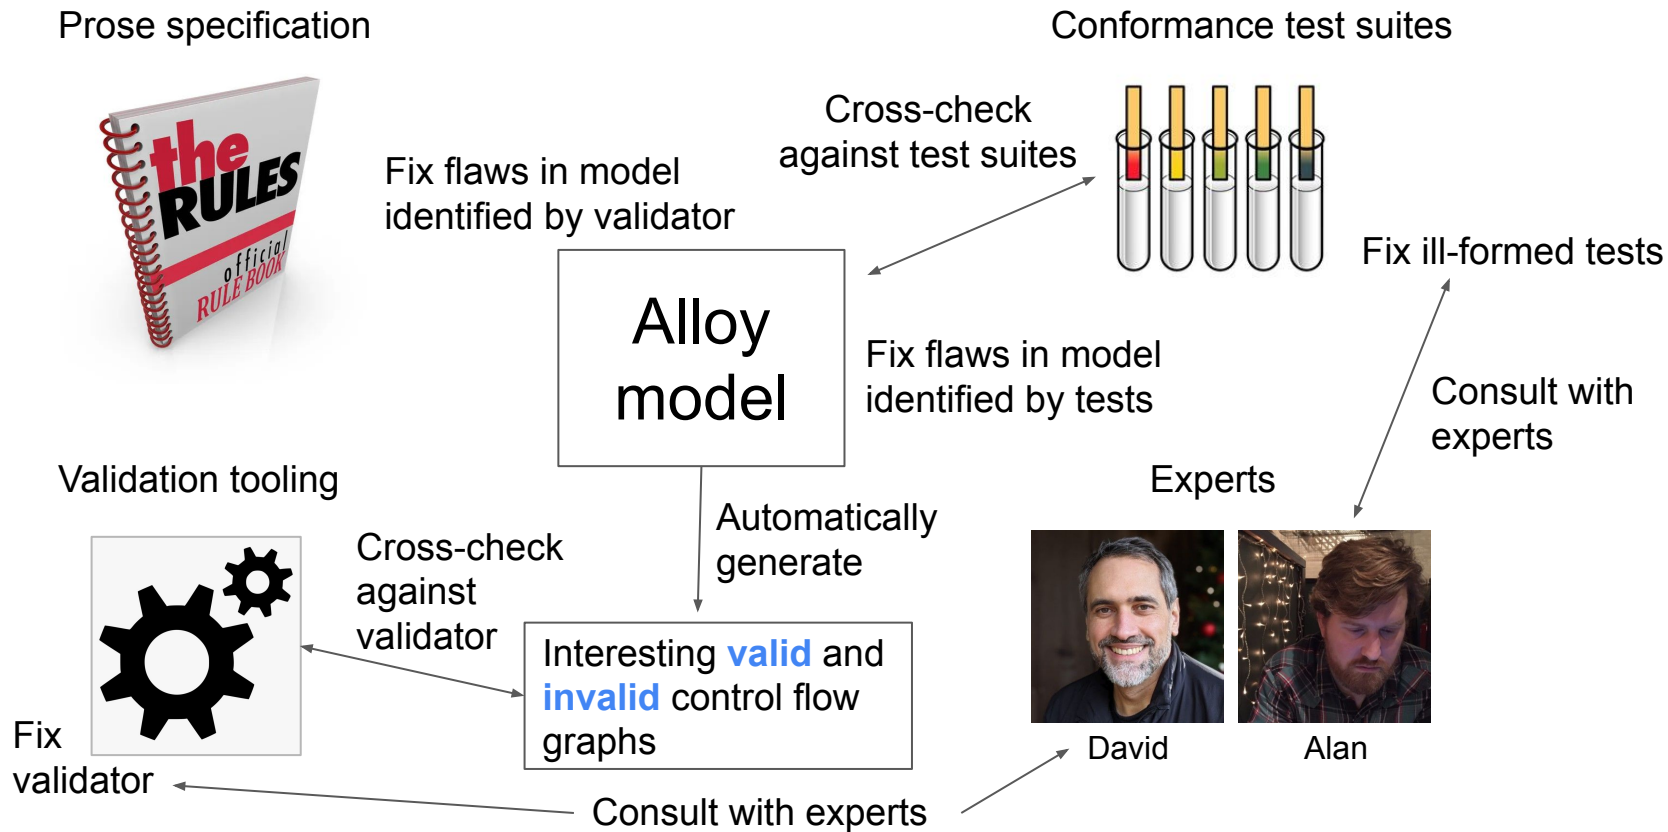 Prose specification
Conformance test suites
the
RULES
official
RULE BOOK
Cross-check
against test suites
Fix flaws in model
identified by validator
Fix ill-formed tests
Alloy
model
Fix flaws in model
identified by tests
Consult with
experts
Validation tooling
Experts
Automatically
generate
Cross-check
against
validator
Interesting valid and
invalid control flow
graphs
Fix
validator
David
Alan
Consult with experts